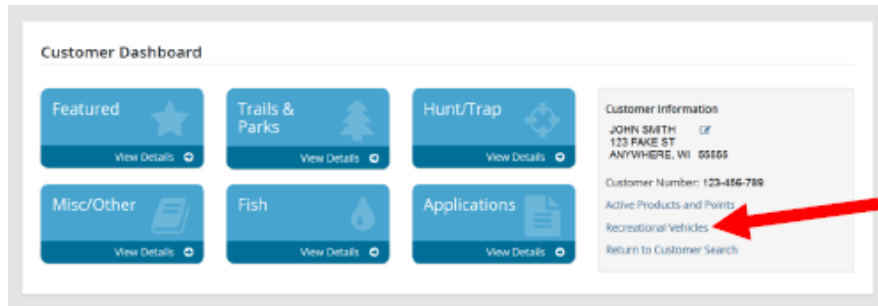 Customer Dashboard
Featured
View Details
Trails &
Parks
View Details
Hunt/Trap
View Details
Misc/Other
View Details
Fish
View Details
Applications
View Details
Customer Information
JOHN SMITH
123 FAKE ST
ANYWHERE, WI 55555
Customer Number: 123-456-789
Active Products and Points
Recreational Vehicles
Return to Customer Search